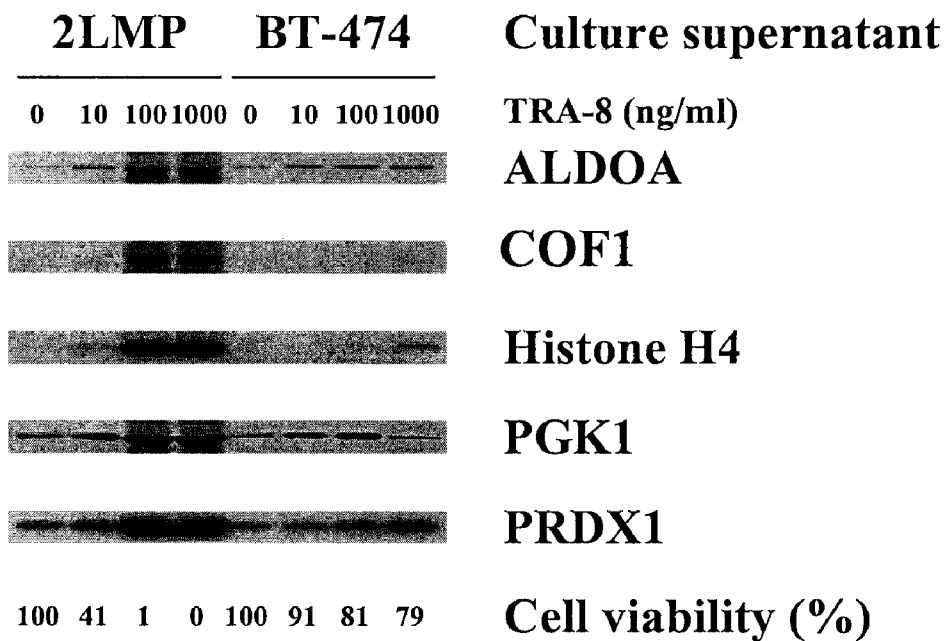 2LMP BT-474 Culture supernatant
0 10 100 1000 0 10 100 1000 TRA-8 (ng/ml)
ALDOA
COF1
Histone H4
PGK1
PRDX1
100 41 1 0 100 91 81 79 Cell viability (%)